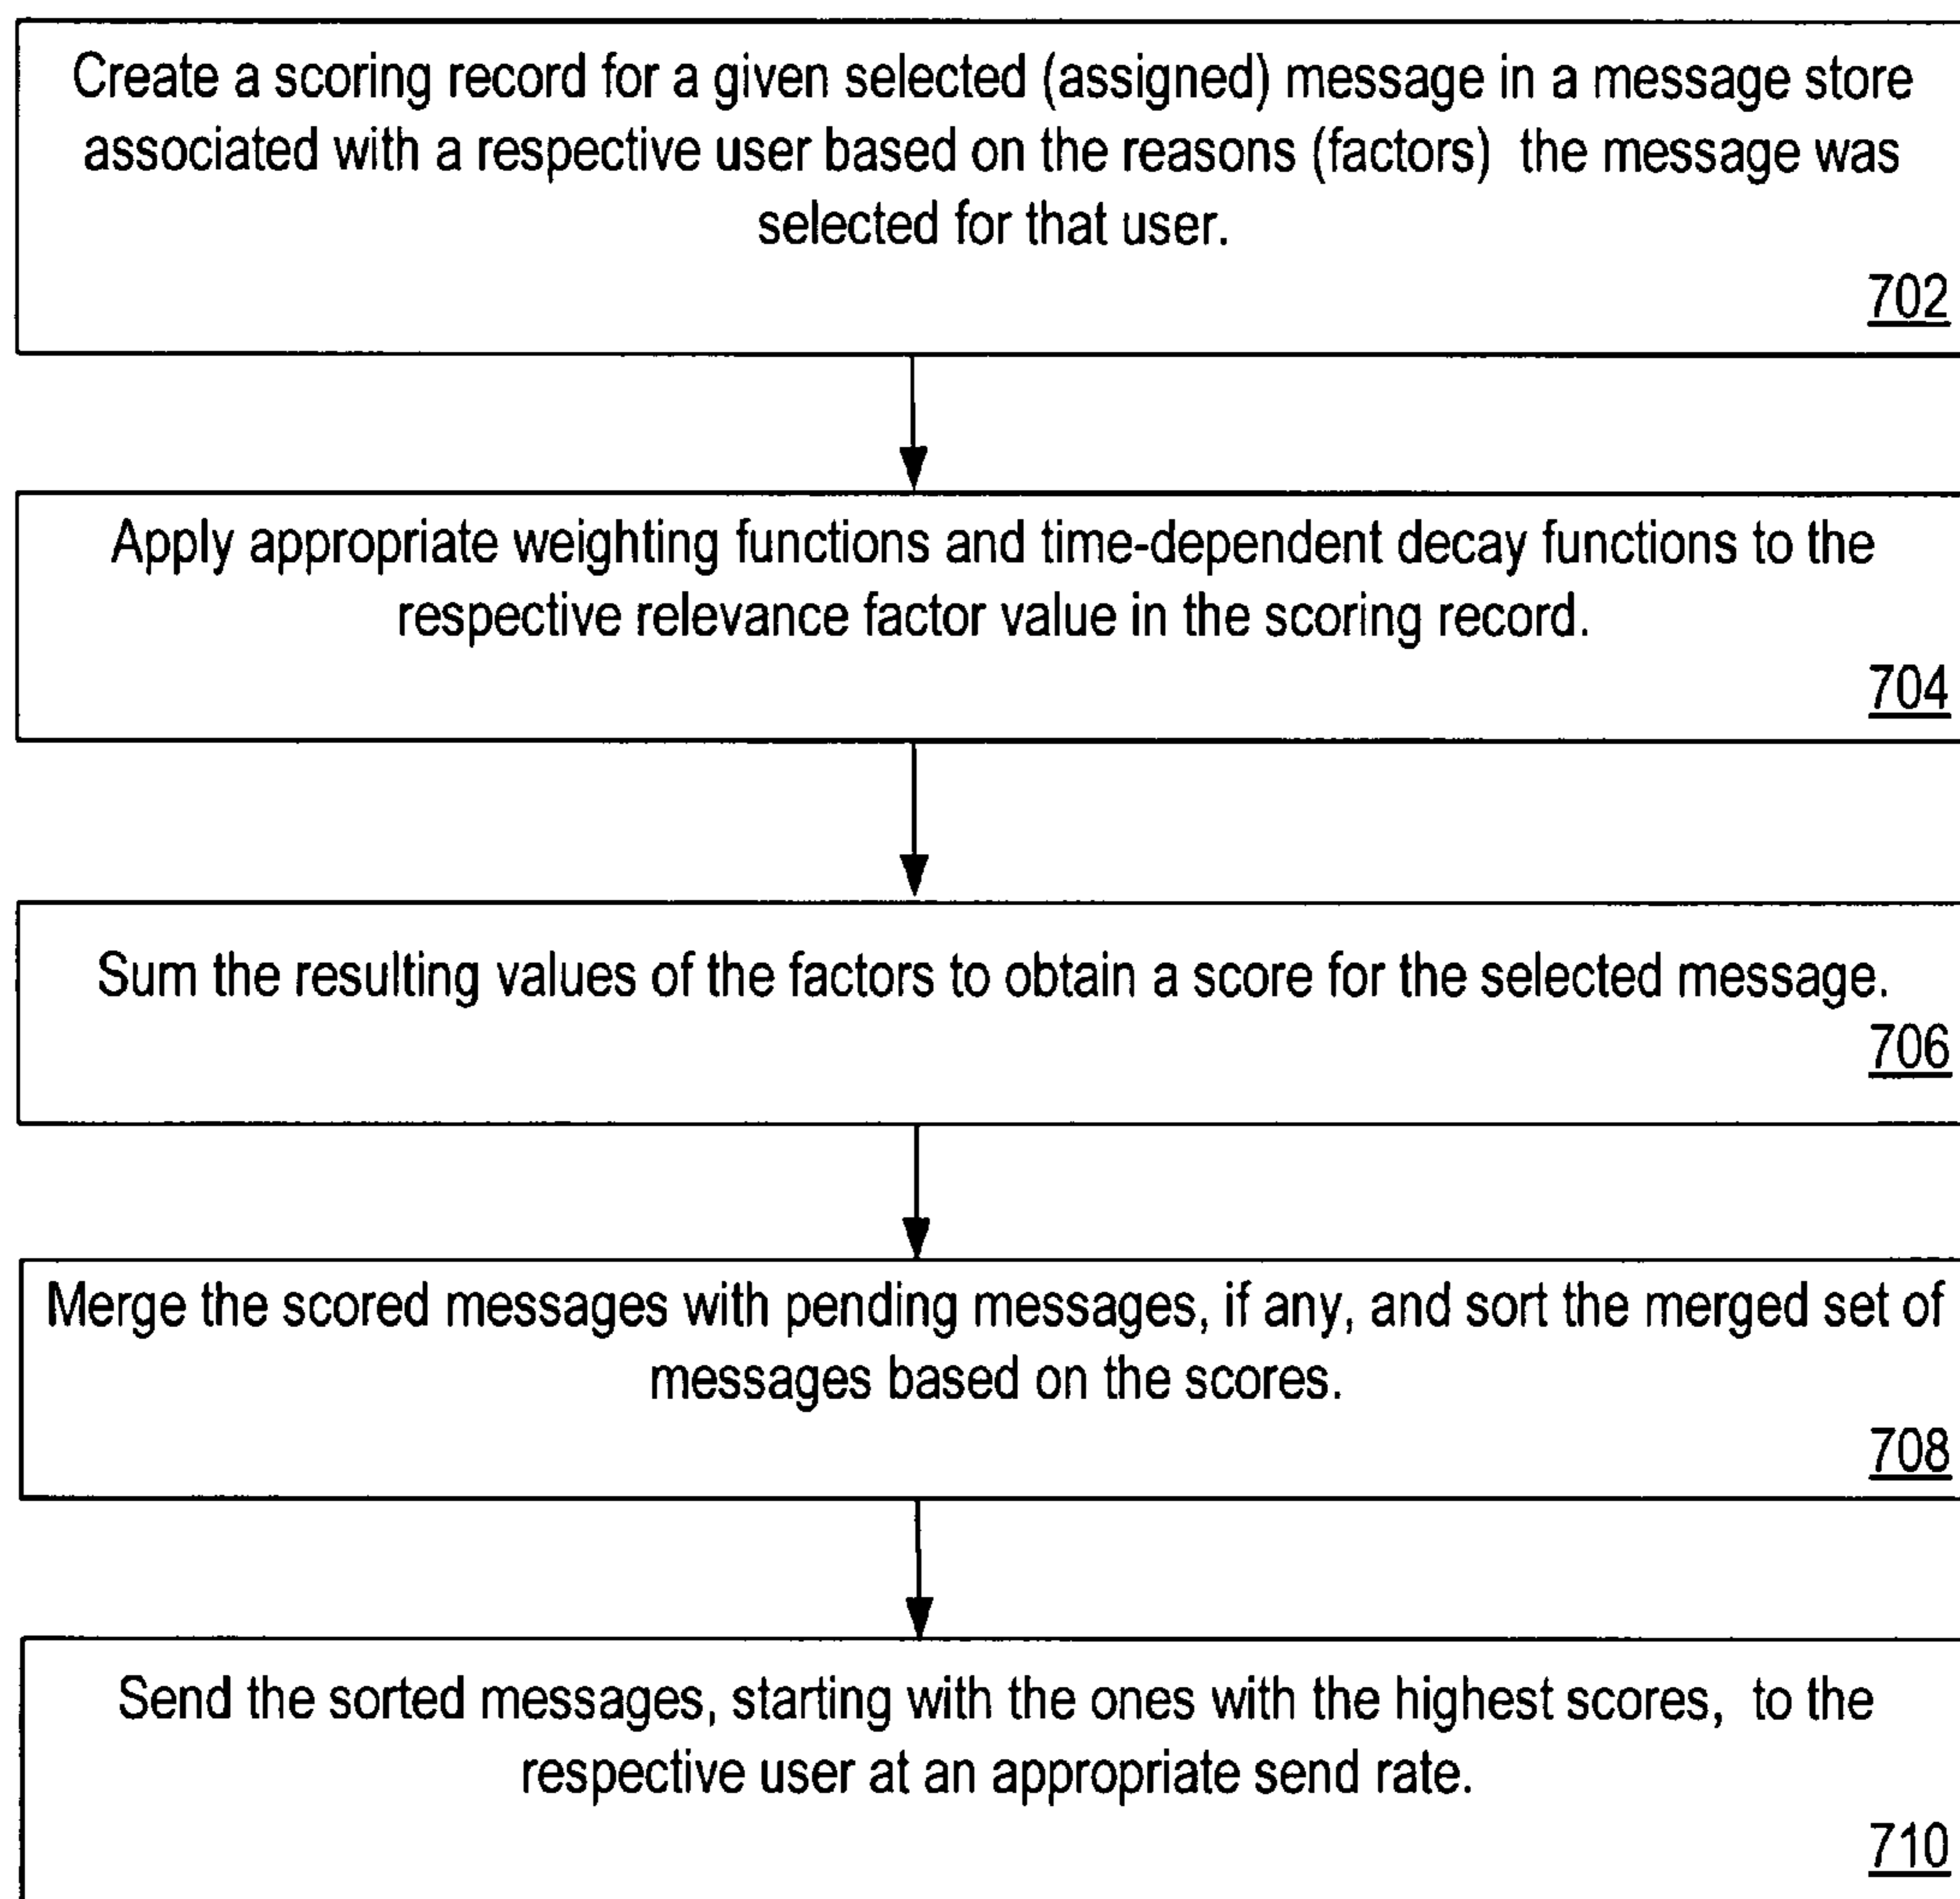 Create a scoring record for a given selected (assigned) message in a message store
associated with a respective user based on the reasons (factors) the message was
selected for that user.
702
Apply appropriate weighting functions and time-dependent decay functions to the
respective relevance factor value in the scoring record.
704
Sum the resulting values of the factors to obtain a score for the selected message.
706
Merge the scored messages with pending messages, if any, and sort the merged set of
messages based on the scores.
708
Send the sorted messages, starting with the ones with the highest scores, to the
respective user at an appropriate send rate.
710